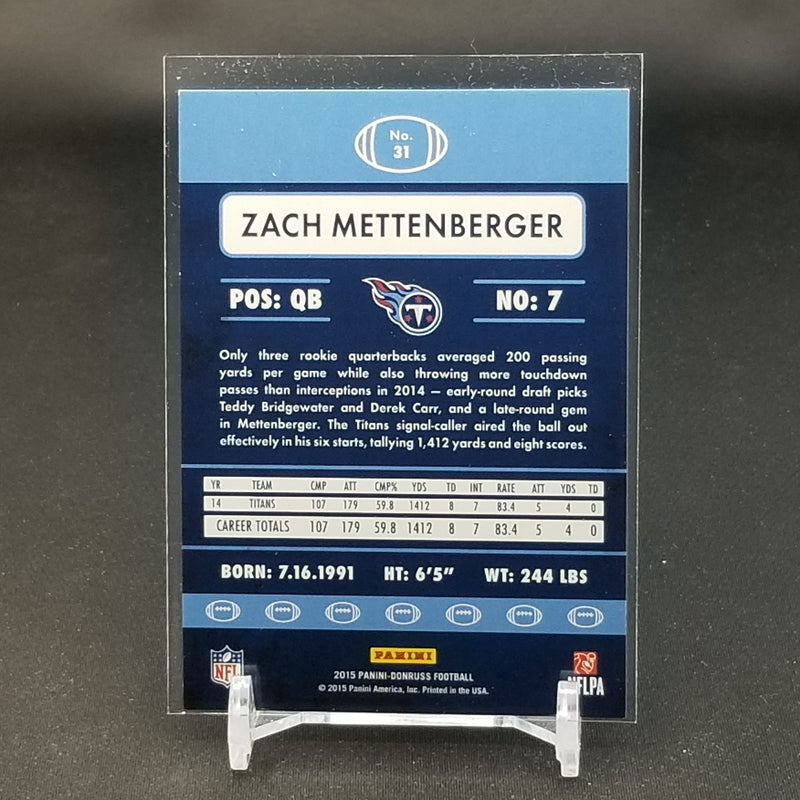 No.
31
ZACH METTENBERGER
POS: QB
T
NO: 7
Only three rookie quarterbacks averaged 200 passing
yards per game while also throwing more touchdown
passes than interceptions in 2014 — early-round draft picks
Teddy Bridgewater and Derek Carr, and a late-round gem
in Mettenberger. The Titans signal-caller aired the ball out
effectively in his six starts, tallying 1,412 yards and eight scores.
YR TEAM CMP ATT CMP% YDS TD INT RATE ATT YDS TD
14 TITANS 107 179 59.8 1412 8 7 83.4 5 4 0
CAREER TOTALS 107 179 59.8 1412 8 7 83.4 5 4 0
BORN: 7.16.1991 HT: 6'5" WT: 244 LBS
NFL
PANINI
2015 PANINI-DONRUSS FOOTBALL
© 2015 Panini America, Inc. Printed in the USA.
NFLPA